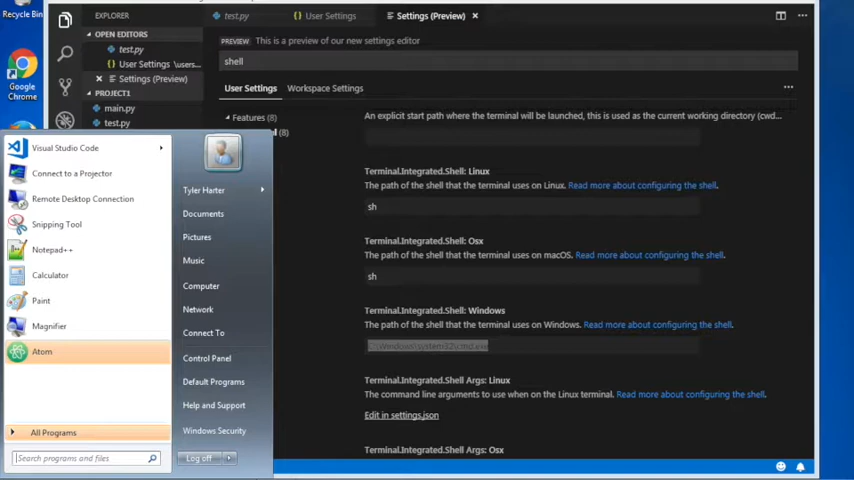 Recycle Bin
Google
Chrome
EXPLORER
OPEN EDITORS
test.py
User Settings \users...
Settings (Preview)
PROJECT1
main.py
test.py
test.py
User Settings
Settings (Preview)
PREVIEW This is a preview of our new settings editor
shell
User Settings
Workspace Settings
Features (8)
al (8)
An explicit start path where the terminal will be launched, this is used as the current working directory (cwd...
Terminal.Integrated.Shell: Linux
The path of the shell that the terminal uses on Linux. Read more about configuring the shell.
sh
Terminal.Integrated.Shell: Osx
The path of the shell that the terminal uses on macOS. Read more about configuring the shell.
sh
Terminal.Integrated.Shell: Windows
The path of the shell that the terminal uses on Windows. Read more about configuring the shell.
C:\Windows\system32\cmd.exe
Terminal.Integrated.Shell Args: Linux
The command line arguments to use when on the Linux terminal. Read more about configuring the shell.
Edit in settings.json
Terminal.Integrated.Shell Args: Osx
Visual Studio Code
Connect to a Projector
Remote Desktop Connection
Snipping Tool
Notepad++
Calculator
Paint
Magnifier
Atom
All Programs
Search programs and files
Tyler Harter
Documents
Pictures
Music
Computer
Network
Connect To
Control Panel
Default Programs
Help and Support
Windows Security
Log off